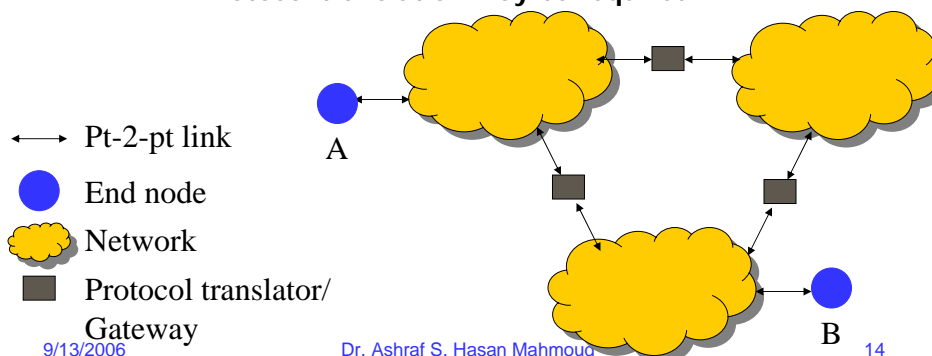 A
Pt-2-pt link
End node
Network
Protocol translator/
Gateway
B
9/13/2006
Dr. Ashraf S. Hasan Mahmoud
14